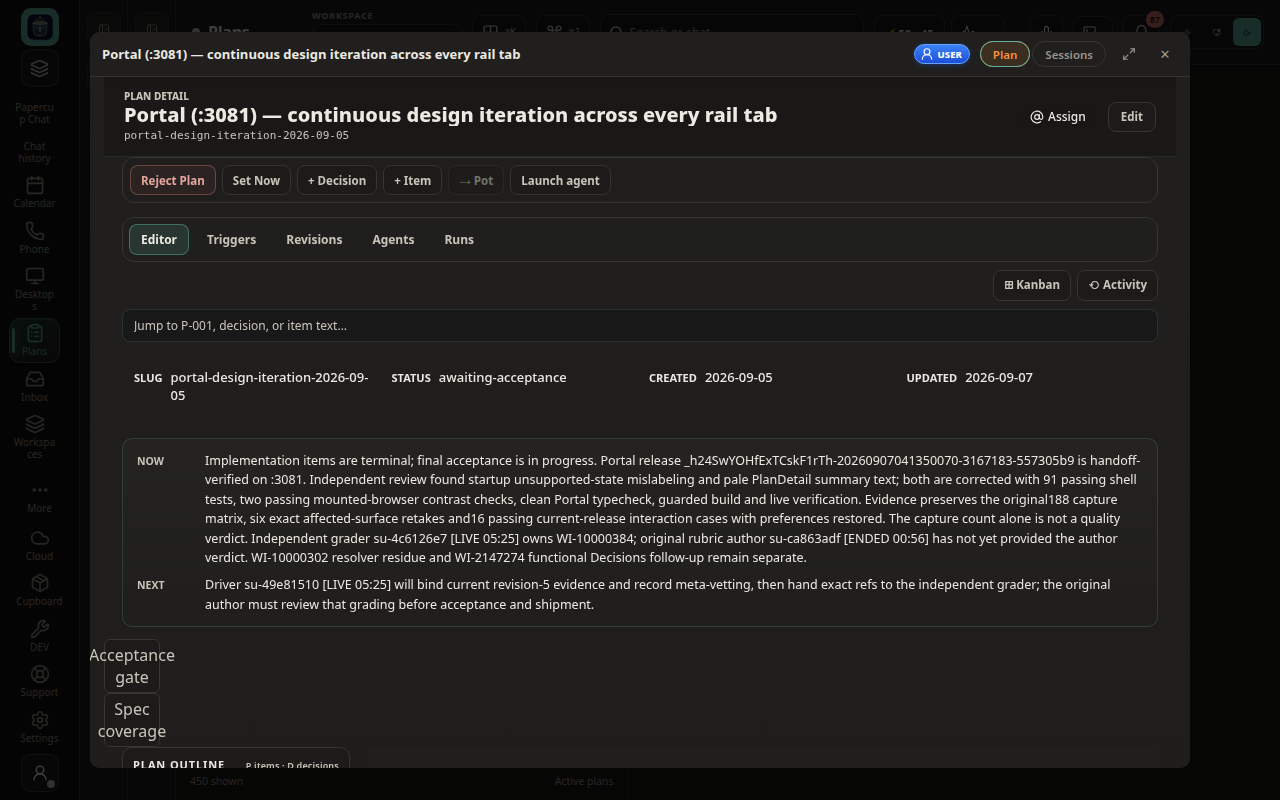 WORKSPACE
Plans
Search or chat
87
Papercu
p Chat
Chat
history
Calendar
Phone
Desktop
s
Plans
Inbox
Workspa
ces
More
Cloud
Cupboard
DEV
Support
Settings
Portal (:3081) — continuous design iteration across every rail tab
USER
Plan
Sessions
PLAN DETAIL
Portal (:3081) — continuous design iteration across every rail tab
portal-design-iteration-2026-09-05
Assign
Edit
Reject Plan
Set Now
+ Decision
+ Item
→ Pot
Launch agent
Editor
Triggers
Revisions
Agents
Runs
⊞ Kanban
⟲ Activity
Jump to P-001, decision, or item text...
SLUG portal-design-iteration-2026-09-
05
STATUS awaiting-acceptance
CREATED 2026-09-05
UPDATED 2026-09-07
NOW
Implementation items are terminal; final acceptance is in progress. Portal release _h24SwYOHfExTCskF1rTh-20260907041350070-3167183-557305b9 is handoff-
verified on :3081. Independent review found startup unsupported-state mislabeling and pale PlanDetail summary text; both are corrected with 91 passing shell
tests, two passing mounted-browser contrast checks, clean Portal typecheck, guarded build and live verification. Evidence preserves the original188 capture
matrix, six exact affected-surface retakes and16 passing current-release interaction cases with preferences restored. The capture count alone is not a quality
verdict. Independent grader su-4c6126e7 [LIVE 05:25] owns WI-10000384; original rubric author su-ca863adf [ENDED 00:56] has not yet provided the author
verdict. WI-10000302 resolver residue and WI-2147274 functional Decisions follow-up remain separate.
NEXT
Driver su-49e81510 [LIVE 05:25] will bind current revision-5 evidence and record meta-vetting, then hand exact refs to the independent grader; the original
author must review that grading before acceptance and shipment.
Acceptance
gate
Spec
coverage
PLAN OUTLINE
P items · D decisions
450 shown
Active plans